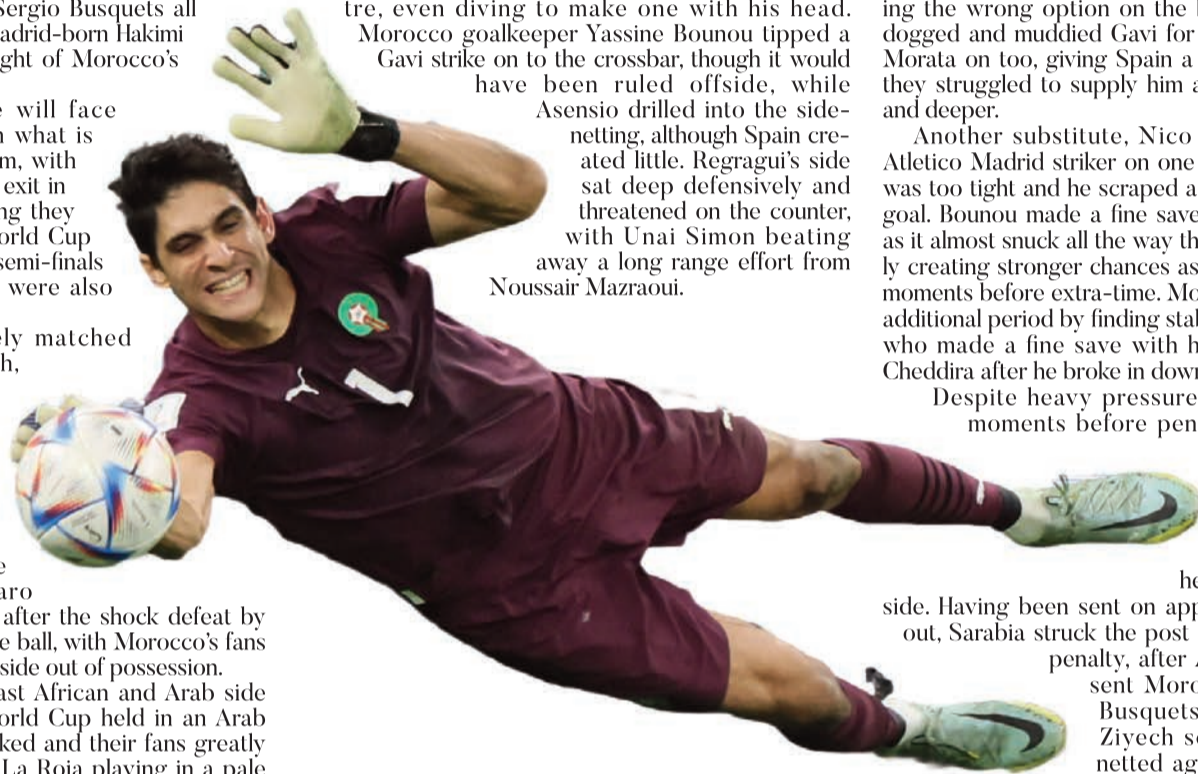 Sergio Busquets all
adrid-born Hakimi
ght of Morocco's
will face
what is
m, with
exit in
ng they
orld Cup
semi-finals
were also
ely matched
h,
aro
after the shock defeat by
e ball, with Morocco's fans
side out of possession.
ast African and Arab side
orld Cup held in an Arab
ked and their fans greatly
La Roja playing in a pale
tre, even diving to make one with his head.
Morocco goalkeeper Yassine Bounou tipped a
Gavi strike on to the crossbar, though it would
have been ruled offside, while
Asensio drilled into the side-
netting, although Spain cre-
ated little. Regragui's side
sat deep defensively and
threatened on the counter,
with Unai Simon beating
away a long range effort from
Noussair Mazraoui.
1
ing the wrong option on the
dogged and muddied Gavi for
Morata on too, giving Spain a
they struggled to supply him a
and deeper.
Another substitute, Nico
Atletico Madrid striker on one
was too tight and he scraped a
goal. Bounou made a fine save
as it almost snuck all the way th
ly creating stronger chances as
moments before extra-time. Mo
additional period by finding stal
who made a fine save with h
Cheddira after he broke in down
Despite heavy pressure
moments before pen
he
side. Having been sent on app
out, Sarabia struck the post
penalty, after
sent Moro
Busquets
Ziyech s
netted ag